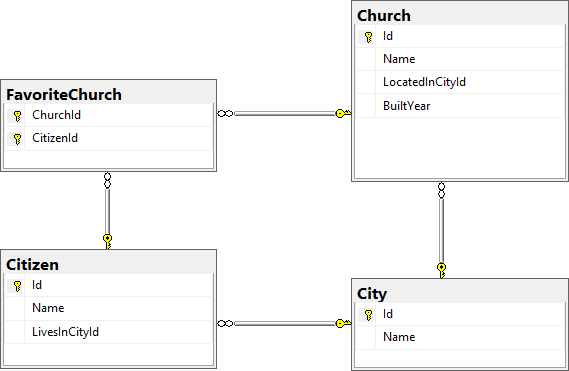 Church
Id
Name
LocatedInCityId
BuiltYear
FavoriteChurch
ChurchId
CitizenId
Citizen
Id
Name
LivesInCityId
City
Id
Name